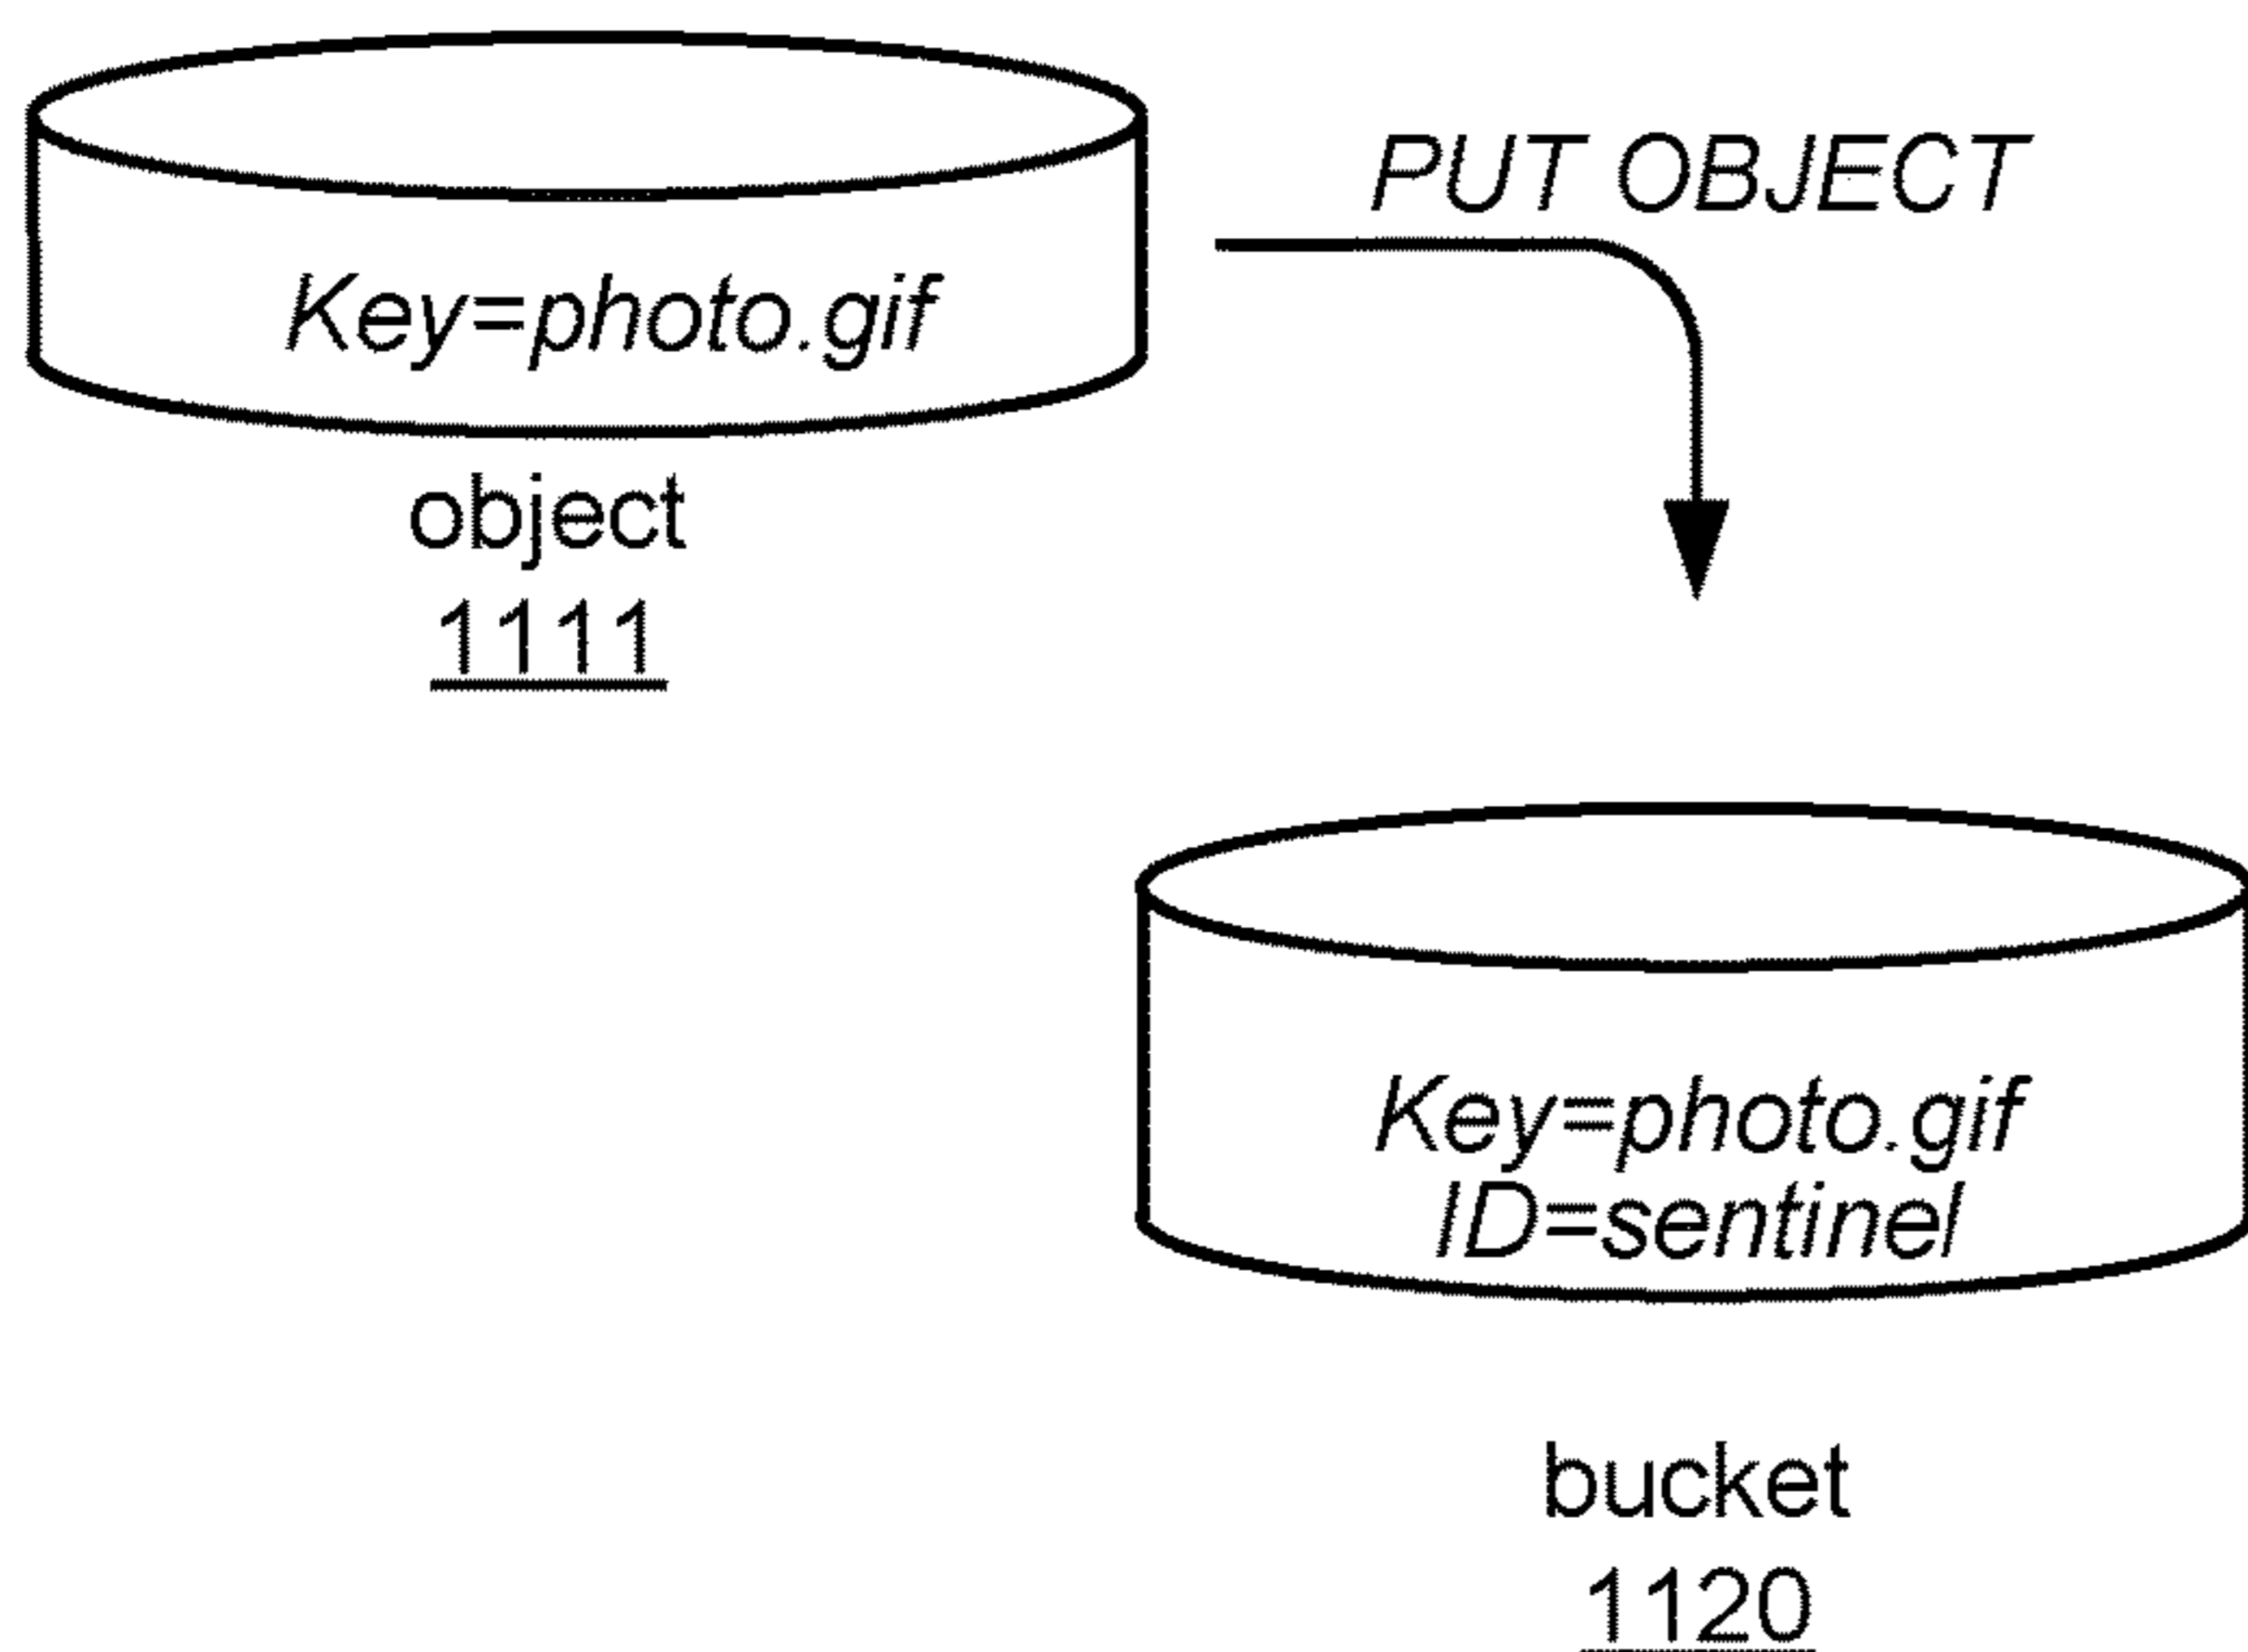 PUT OBJECT
Key=photo.gif
object
1111
Key=photo.gif
ID=sentinel
bucket
1120